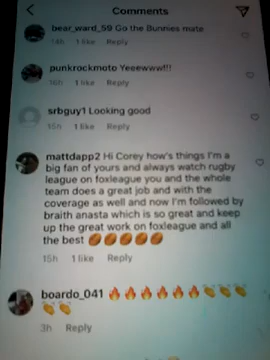 Comments
bear_ward_59 Go the Bunnies mate
14h 1 like Reply
punkrockmoto Yeewww!!!
16h 1 like Reply
srbguy1 Looking good
15h 1 like Reply
mattdapp2 Hi Corey how's things I'm a
big fan of yours and always watch rugby
league on foxleague you and the whole
team does a great job and with the
coverage as well and now I'm followed by
braith anasta which is so great and keep
up the great work on foxleague and all
the best 🏉🏉🏉🏉🏉
15h 1 like Reply
boardo_041 🔥🔥🔥🔥🔥🔥👏👏👏
👏👏
3h Reply